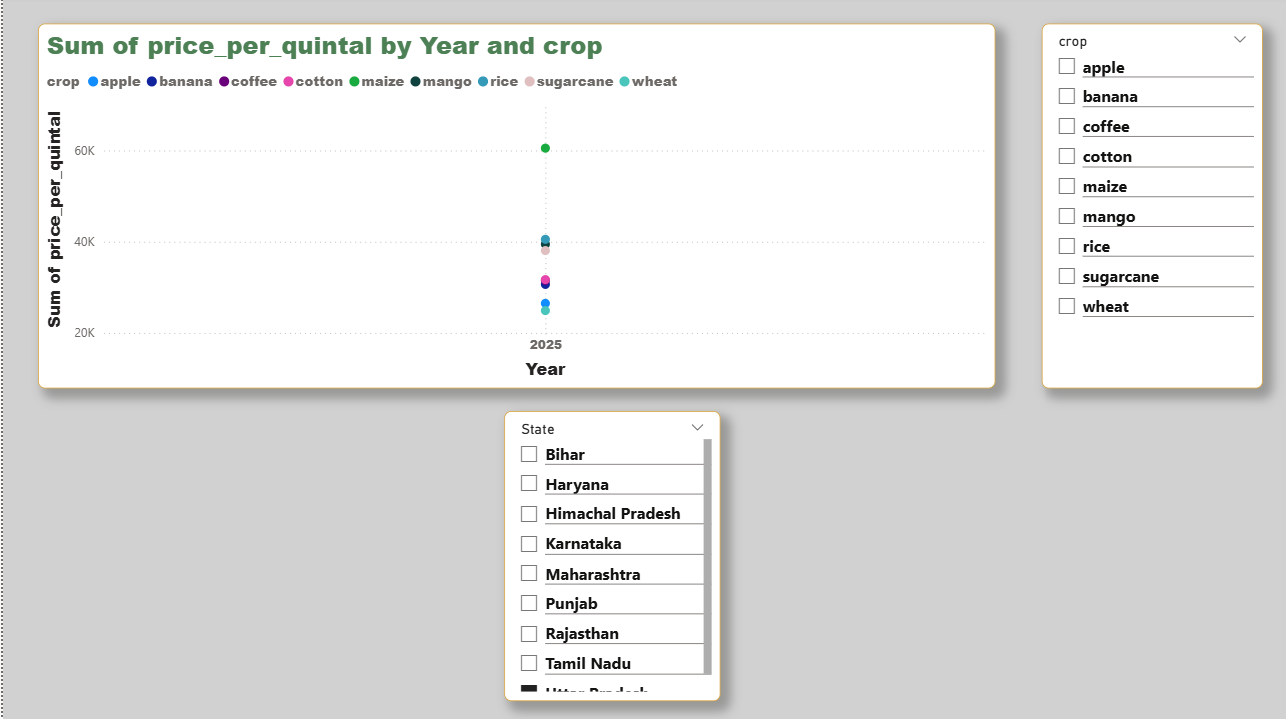 Sum of price_per_quintal by Year and crop
crop apple banana coffee cotton maize mango rice sugarcane wheat
Sum of price_per_quintal
60K
40K
20K
2025
Year
crop
apple
banana
coffee
cotton
maize
mango
rice
sugarcane
wheat
State
Bihar
Haryana
Himachal Pradesh
Karnataka
Maharashtra
Punjab
Rajasthan
Tamil Nadu
Uttar Pradesh